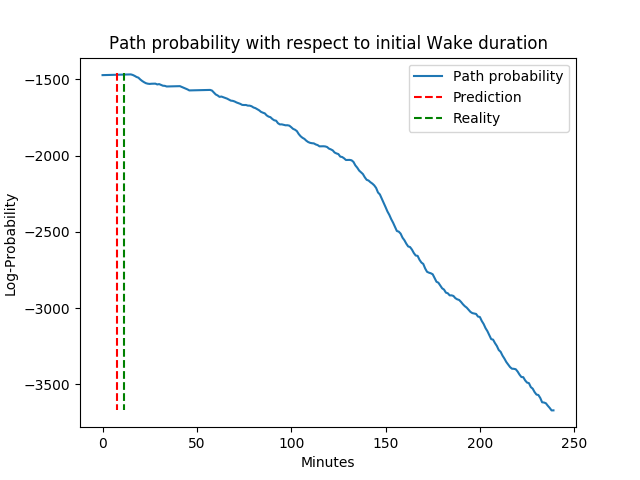 Path probability with respect to initial Wake duration
Path probability
Prediction
Reality
Log-Probability
−1500
−2000
−2500
−3000
−3500
0 50 100 150 200 250
Minutes